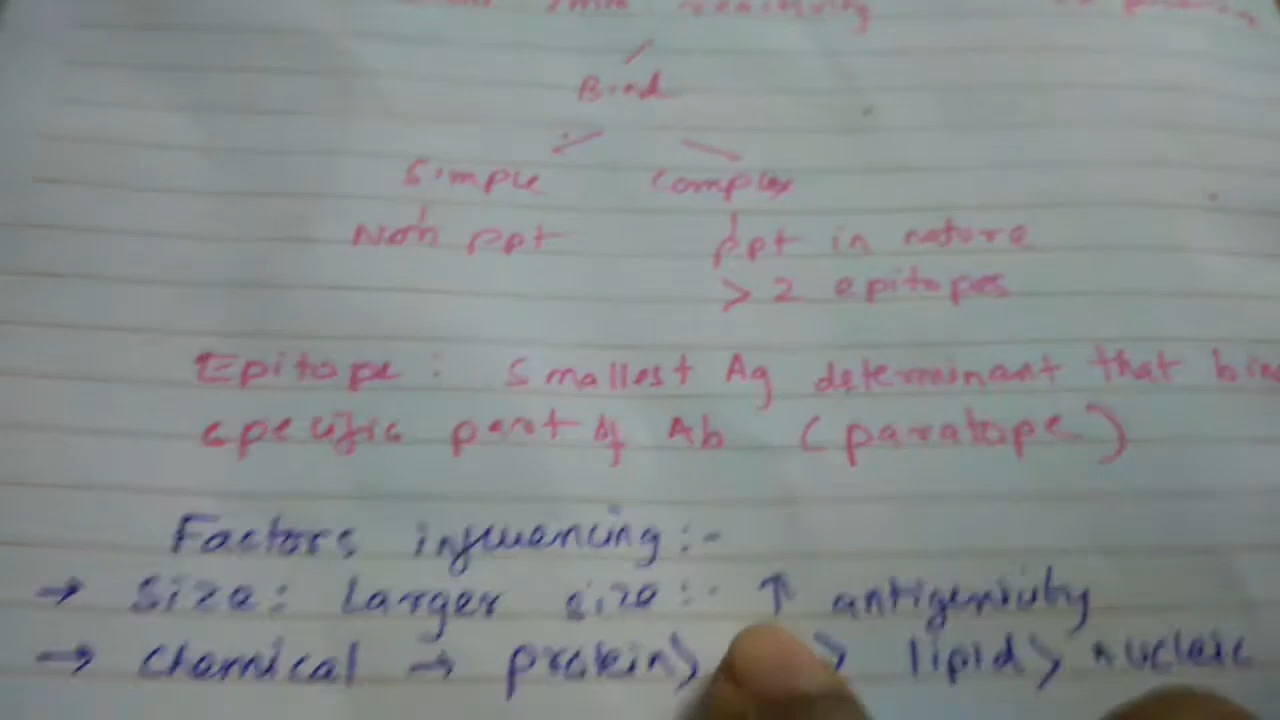 Bind
Simple complex
Non ppt ppt in nature
> 2 epitopes
Epitope : Smallest Ag determinant that bind
specific part of Ab (paratope)
Factors influencing :-
→ Size: Larger size :- ↑ antigenicity
→ Chemical → protein > > lipid > nucleic